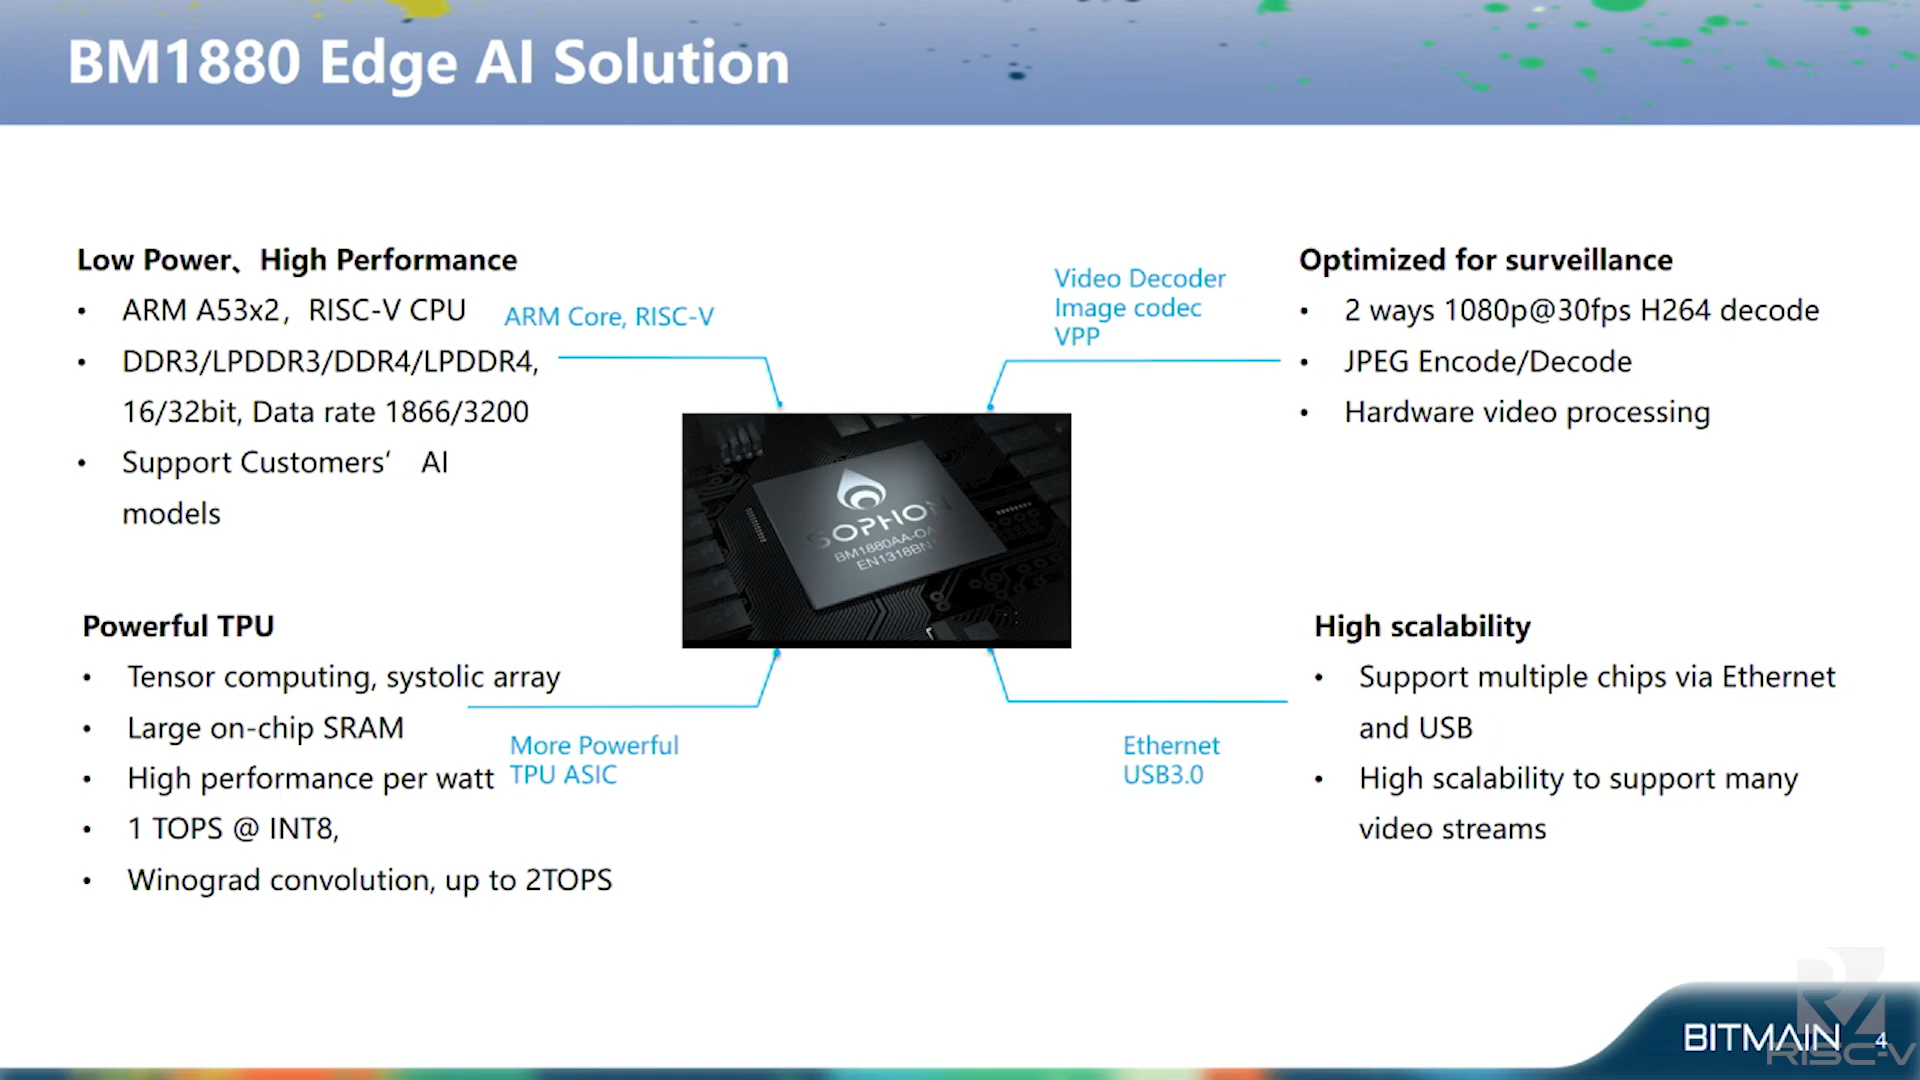 BM1880 Edge AI Solution
Low Power、High Performance
• ARM A53x2，RISC-V CPU
• DDR3/LPDDR3/DDR4/LPDDR4,
16/32bit, Data rate 1866/3200
• Support Customers’ AI
models
ARM Core, RISC-V
Video Decoder
Image codec
VPP
Optimized for surveillance
• 2 ways 1080p@30fps H264 decode
• JPEG Encode/Decode
• Hardware video processing
SOPHON
BM1880AA-OA
EN1318BN1
Powerful TPU
• Tensor computing, systolic array
• Large on-chip SRAM
• High performance per watt
• 1 TOPS @ INT8,
• Winograd convolution, up to 2TOPS
More Powerful
TPU ASIC
Ethernet
USB3.0
High scalability
• Support multiple chips via Ethernet
and USB
• High scalability to support many
video streams
BITMAIN
4
RISC-V